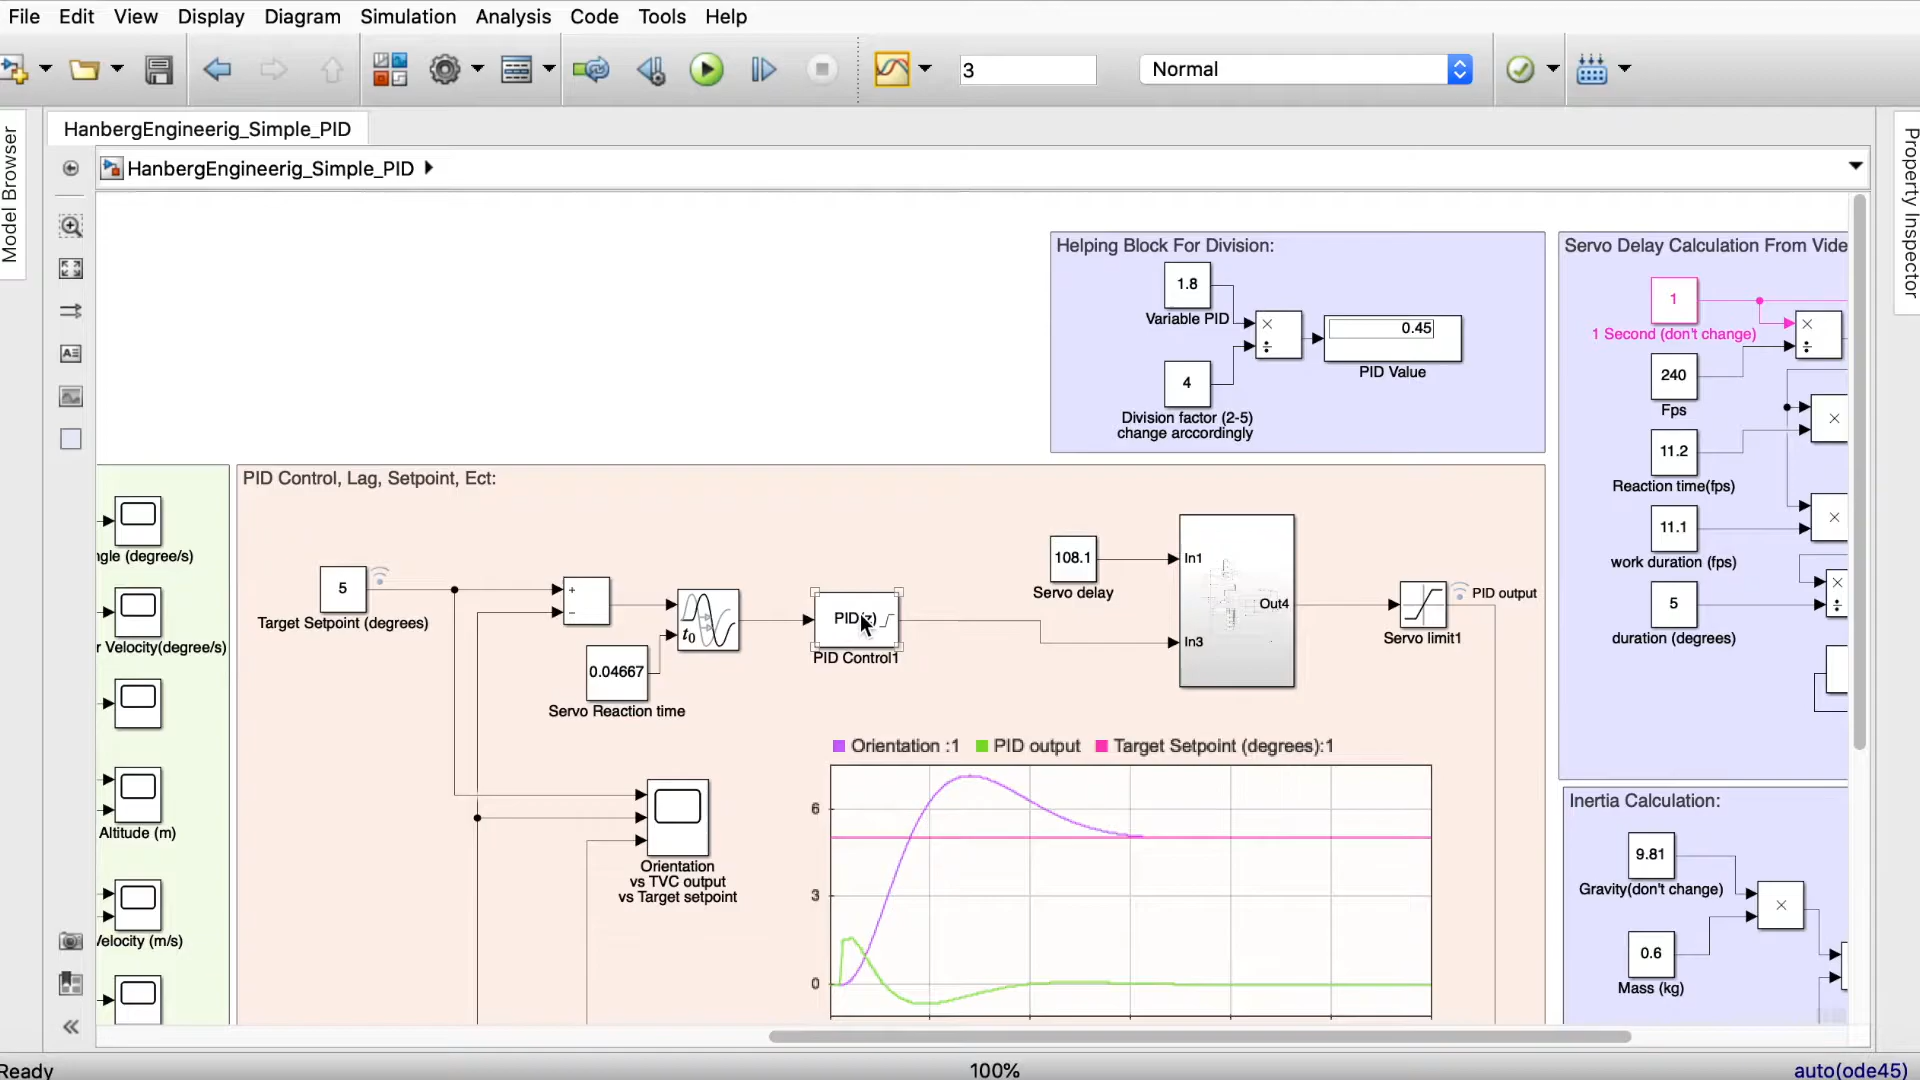 File Edit View Display Diagram Simulation Analysis Code Tools Help
3
Normal
HanbergEngineerig_Simple_PID
HanbergEngineerig_Simple_PID
Model Browser
Property Inspector
Helping Block For Division:
1.8
Variable PID
4
Division factor (2-5)
change arccordingly
× ÷
0.45
PID Value
Servo Delay Calculation From Vide
1
1 Second (don't change)
240
Fps
11.2
Reaction time(fps)
11.1
work duration (fps)
5
duration (degrees)
× ÷
×
×
× ÷
ngle (degree/s)
r Velocity(degree/s)
Altitude (m)
Velocity (m/s)
PID Control, Lag, Setpoint, Ect:
5
Target Setpoint (degrees)
+
−
t0
0.04667
Servo Reaction time
PID(z)
PID Control1
108.1
Servo delay
In1
Out4
In3
PID output
Servo limit1
Orientation
vs TVC output
vs Target setpoint
Orientation :1 PID output Target Setpoint (degrees):1
6
3
0
Inertia Calculation:
9.81
Gravity(don't change)
×
0.6
Mass (kg)
Ready
100%
auto(ode45)